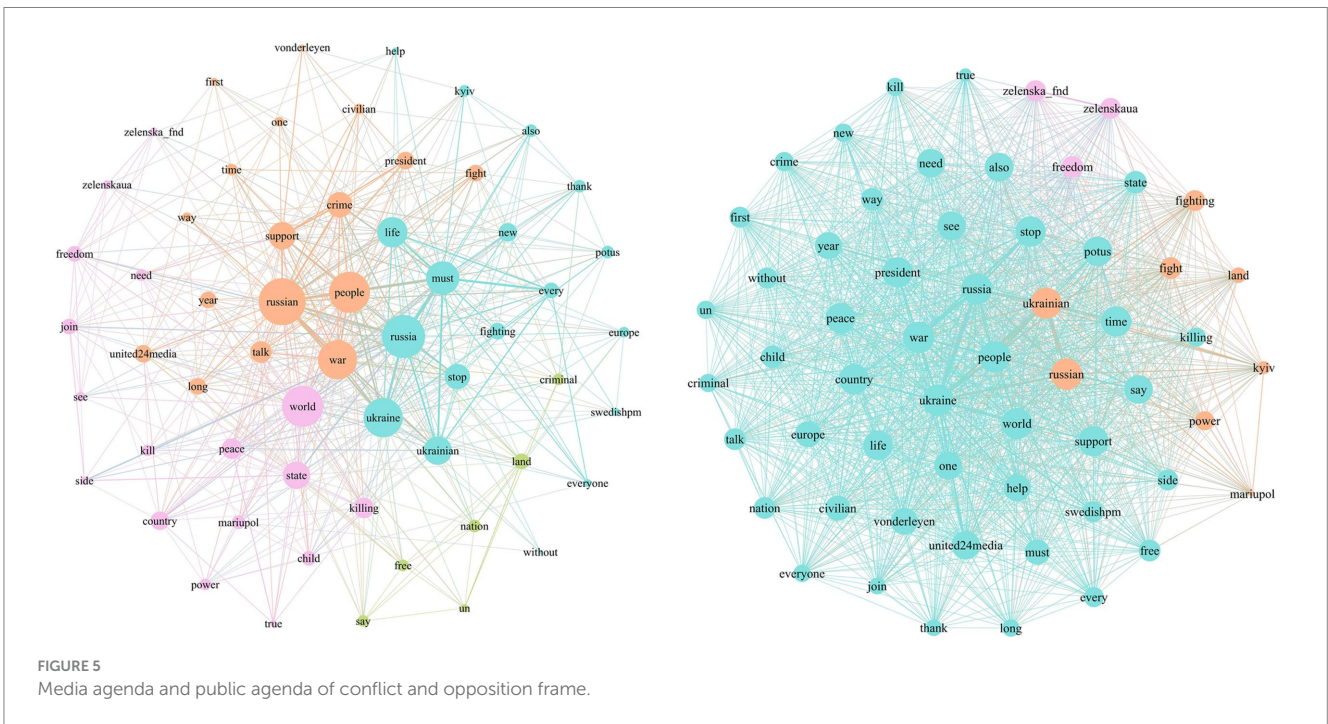 vonderleyen
help
first
kyiv
civilian
one
also
zelenska_fnd
president
time
fight
zelenskaua
thank
crime
way
life
support
new
freedom
potus
need
must
people
every
year
russian
fighting
europe
join
russia
united24media
talk
war
stop
criminal
long
see
world
swedishpm
ukraine
kill
peace
ukrainian
land
side
state
everyone
killing
country
mariupol
nation
without
child
free
power
un
true
say
true
kill
zelenska_fnd
zelenskaua
new
crime
need
also
freedom
state
way
fighting
first
see
stop
year
potus
president
fight
land
without
russia
ukrainian
un
peace
time
war
killing
child
people
kyiv
criminal
country
russian
say
ukraine
power
talk
europe
life
world
support
one
mariupol
help
side
nation
civilian
vonderleyen
swedishpm
united24media
must
free
everyone
join
every
thank
long
FIGURE 5
Media agenda and public agenda of conflict and opposition frame.